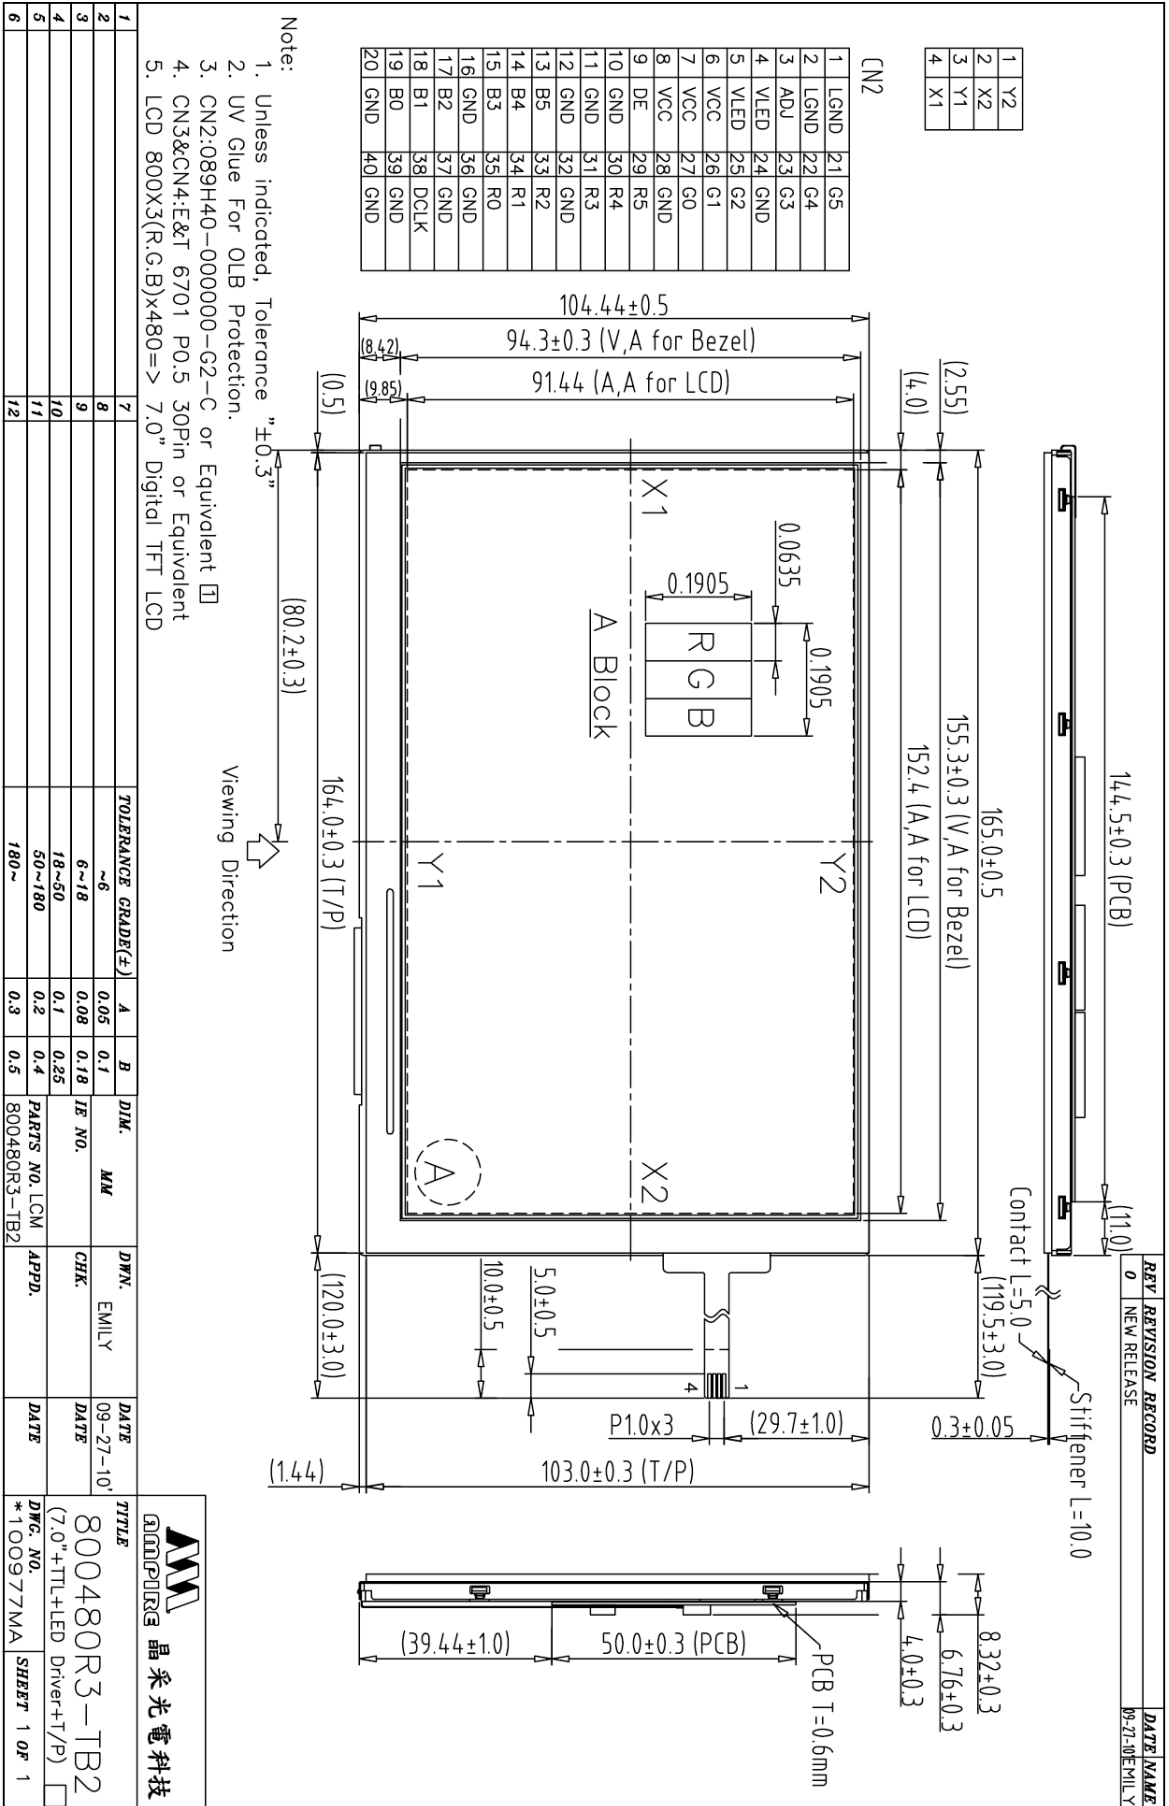 REV REVISION RECORD DATE NAME
0 NEW RELEASE 09-27-10' EMILY
1 Y2
2 X2
3 Y1
4 X1
CN2
1 LGND 21 G5
2 LGND 22 G4
3 ADJ 23 G3
4 VLED 24 GND
5 VLED 25 G2
6 VCC 26 G1
7 VCC 27 G0
8 VCC 28 GND
9 DE 29 R5
10 GND 30 R4
11 GND 31 R3
12 GND 32 GND
13 B5 33 R2
14 B4 34 R1
15 B3 35 R0
16 GND 36 GND
17 B2 37 GND
18 B1 38 DCLK
19 B0 39 GND
20 GND 40 GND
144.5±0.3 (PCB)
(11.0)
Contact L=5.0
Stiffener L=10.0
0.3±0.05
165.0±0.5
(119.5±3.0)
(2.55)
155.3±0.3 (V,A for Bezel)
(4.0)
152.4 (A,A for LCD)
104.44±0.5
94.3±0.3 (V,A for Bezel)
91.44 (A,A for LCD)
(8.42)
(9.85)
(0.5)
X1
X2
Y1
Y2
0.0635
0.1905
0.1905
R G B
A Block
A
5.0±0.5
10.0±0.5
1
4
P1.0x3
(29.7±1.0)
103.0±0.3 (T/P)
(1.44)
164.0±0.3 (T/P)
(120.0±3.0)
(80.2±0.3)
Viewing Direction
8.32±0.3
6.76±0.3
4.0±0.3
PCB T=0.6mm
50.0±0.3 (PCB)
(39.44±1.0)
Note:
1. Unless indicated, Tolerance "±0.3"
2. UV Glue For OLB Protection.
3. CN2:089H40-000000-G2-C or Equivalent 1
4. CN3&CN4:E&T 6701 P0.5 30Pin or Equivalent
5. LCD 800X3(R.G.B)x480=> 7.0" Digital TFT LCD
AMPIRE 晶采光電科技
1 7 TOLERANCE GRADE(±) A B
2 8 ~6 0.05 0.1
3 9 6~18 0.08 0.18
4 10 18~50 0.1 0.25
5 11 50~180 0.2 0.4
6 12 180~ 0.3 0.5
DIM. MM
IE NO.
PARTS NO. LCM
800480R3-TB2
DWN. EMILY
DATE 09-27-10'
CHK. DATE
APPD. DATE
TITLE
800480R3-TB2
(7.0"+TTL+LED Driver+T/P)
DWG. NO.
*100977MA
SHEET 1 OF 1